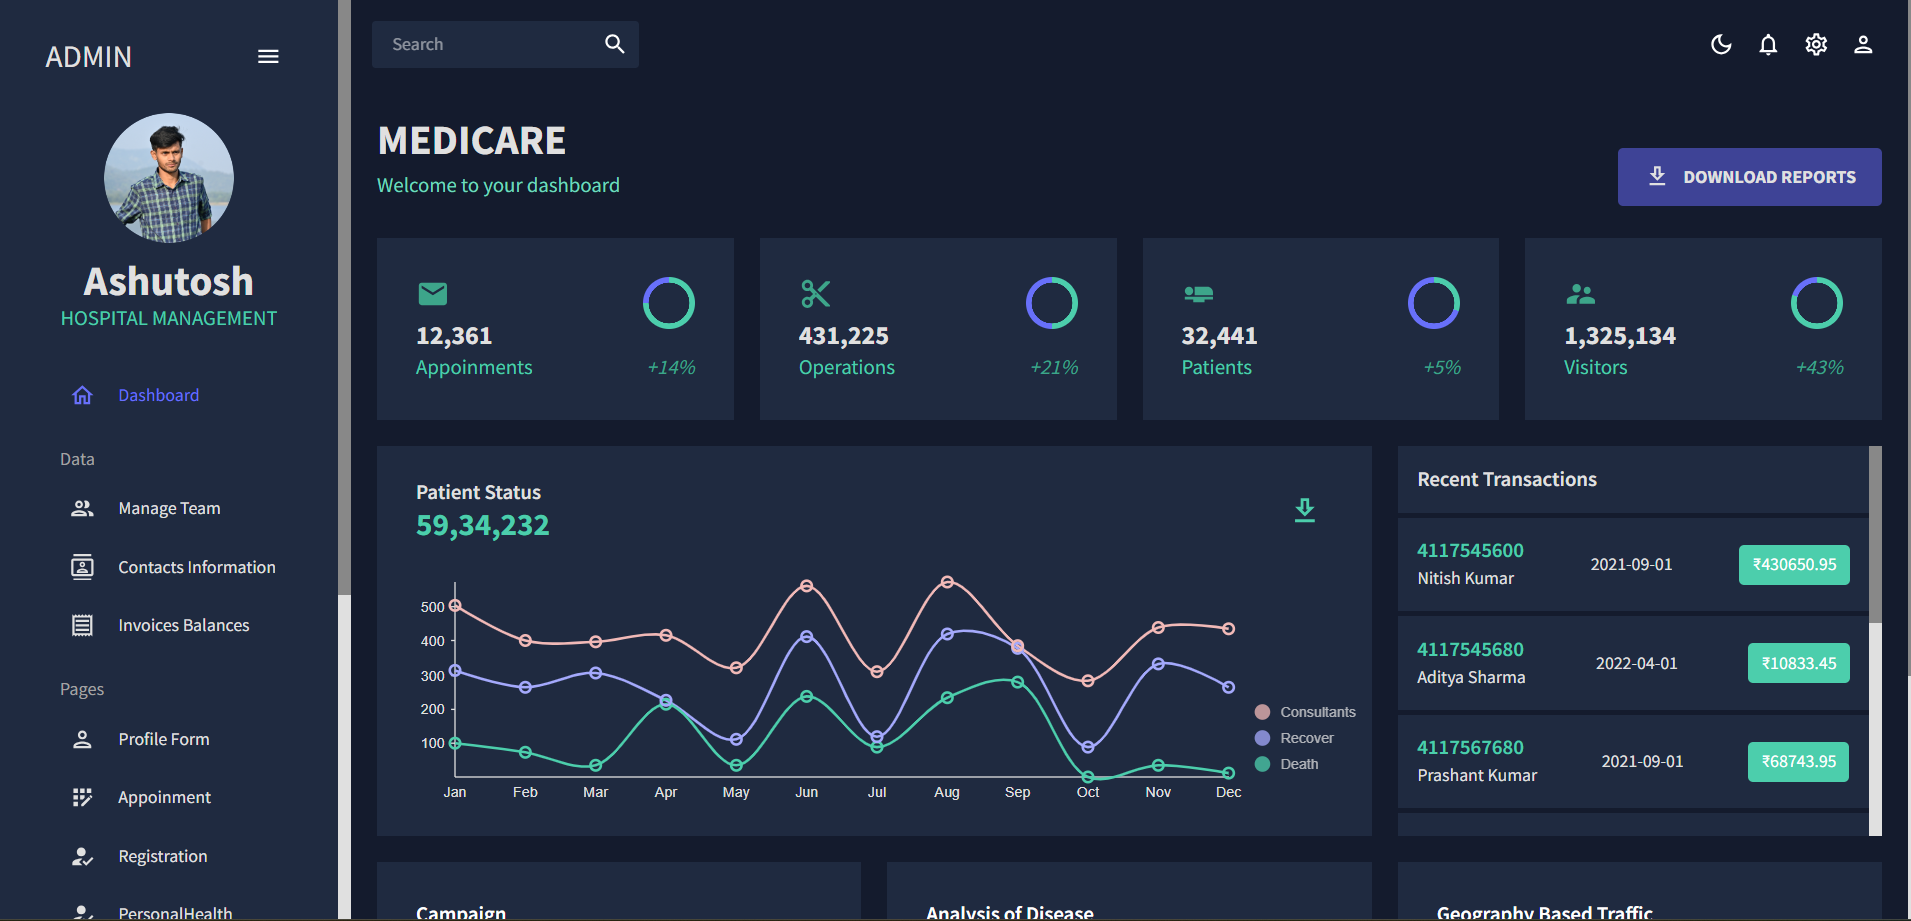 ADMIN
Search
Ashutosh
HOSPITAL MANAGEMENT
Dashboard
Data
Manage Team
Contacts Information
Invoices Balances
Pages
Profile Form
Appoinment
Registration
PersonalHealth
MEDICARE
Welcome to your dashboard
DOWNLOAD REPORTS
12,361
Appoinments
+14%
431,225
Operations
+21%
32,441
Patients
+5%
1,325,134
Visitors
+43%
Patient Status
59,34,232
500
400
300
200
100
Jan Feb Mar Apr May Jun Jul Aug Sep Oct Nov Dec
Consultants
Recover
Death
Recent Transactions
4117545600
Nitish Kumar
2021-09-01
₹430650.95
4117545680
Aditya Sharma
2022-04-01
₹10833.45
4117567680
Prashant Kumar
2021-09-01
₹68743.95
Campaign
Analysis of Disease
Geography Based Traffic